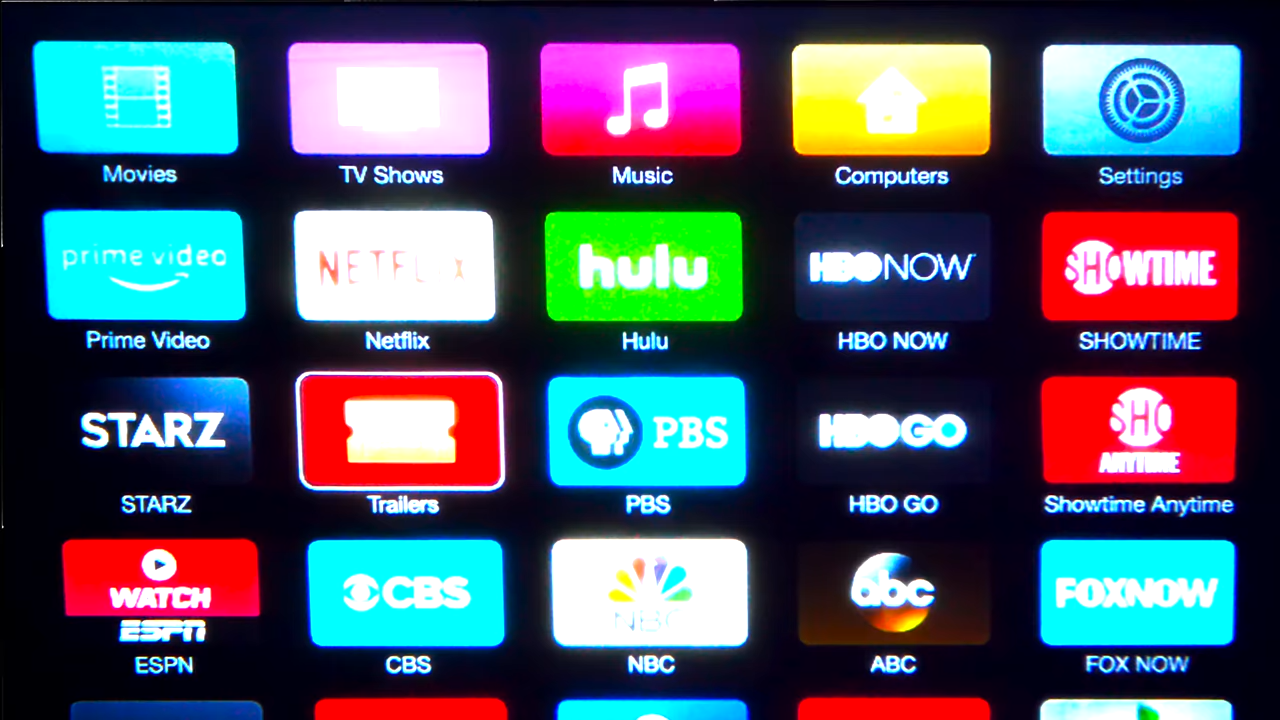 Movies
TV Shows
Music
Computers
Settings
prime video
NETFLIX
hulu
HBO NOW
SHOWTIME
Prime Video
Netflix
Hulu
HBO NOW
SHOWTIME
STARZ
PBS
HBO GO
SHO
ANYTIME
STARZ
Trailers
PBS
HBO GO
Showtime Anytime
WATCH
ESPN
CBS
NBC
abc
FOXNOW
ESPN
CBS
NBC
ABC
FOX NOW